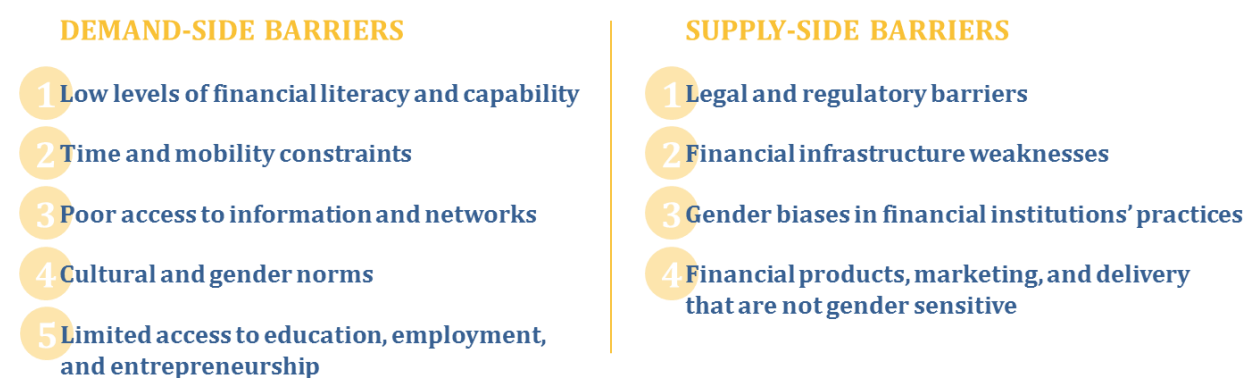 DEMAND-SIDE BARRIERS
1 Low levels of financial literacy and capability
2 Time and mobility constraints
3 Poor access to information and networks
4 Cultural and gender norms
5 Limited access to education, employment,
and entrepreneurship
SUPPLY-SIDE BARRIERS
1 Legal and regulatory barriers
2 Financial infrastructure weaknesses
3 Gender biases in financial institutions’ practices
4 Financial products, marketing, and delivery
that are not gender sensitive